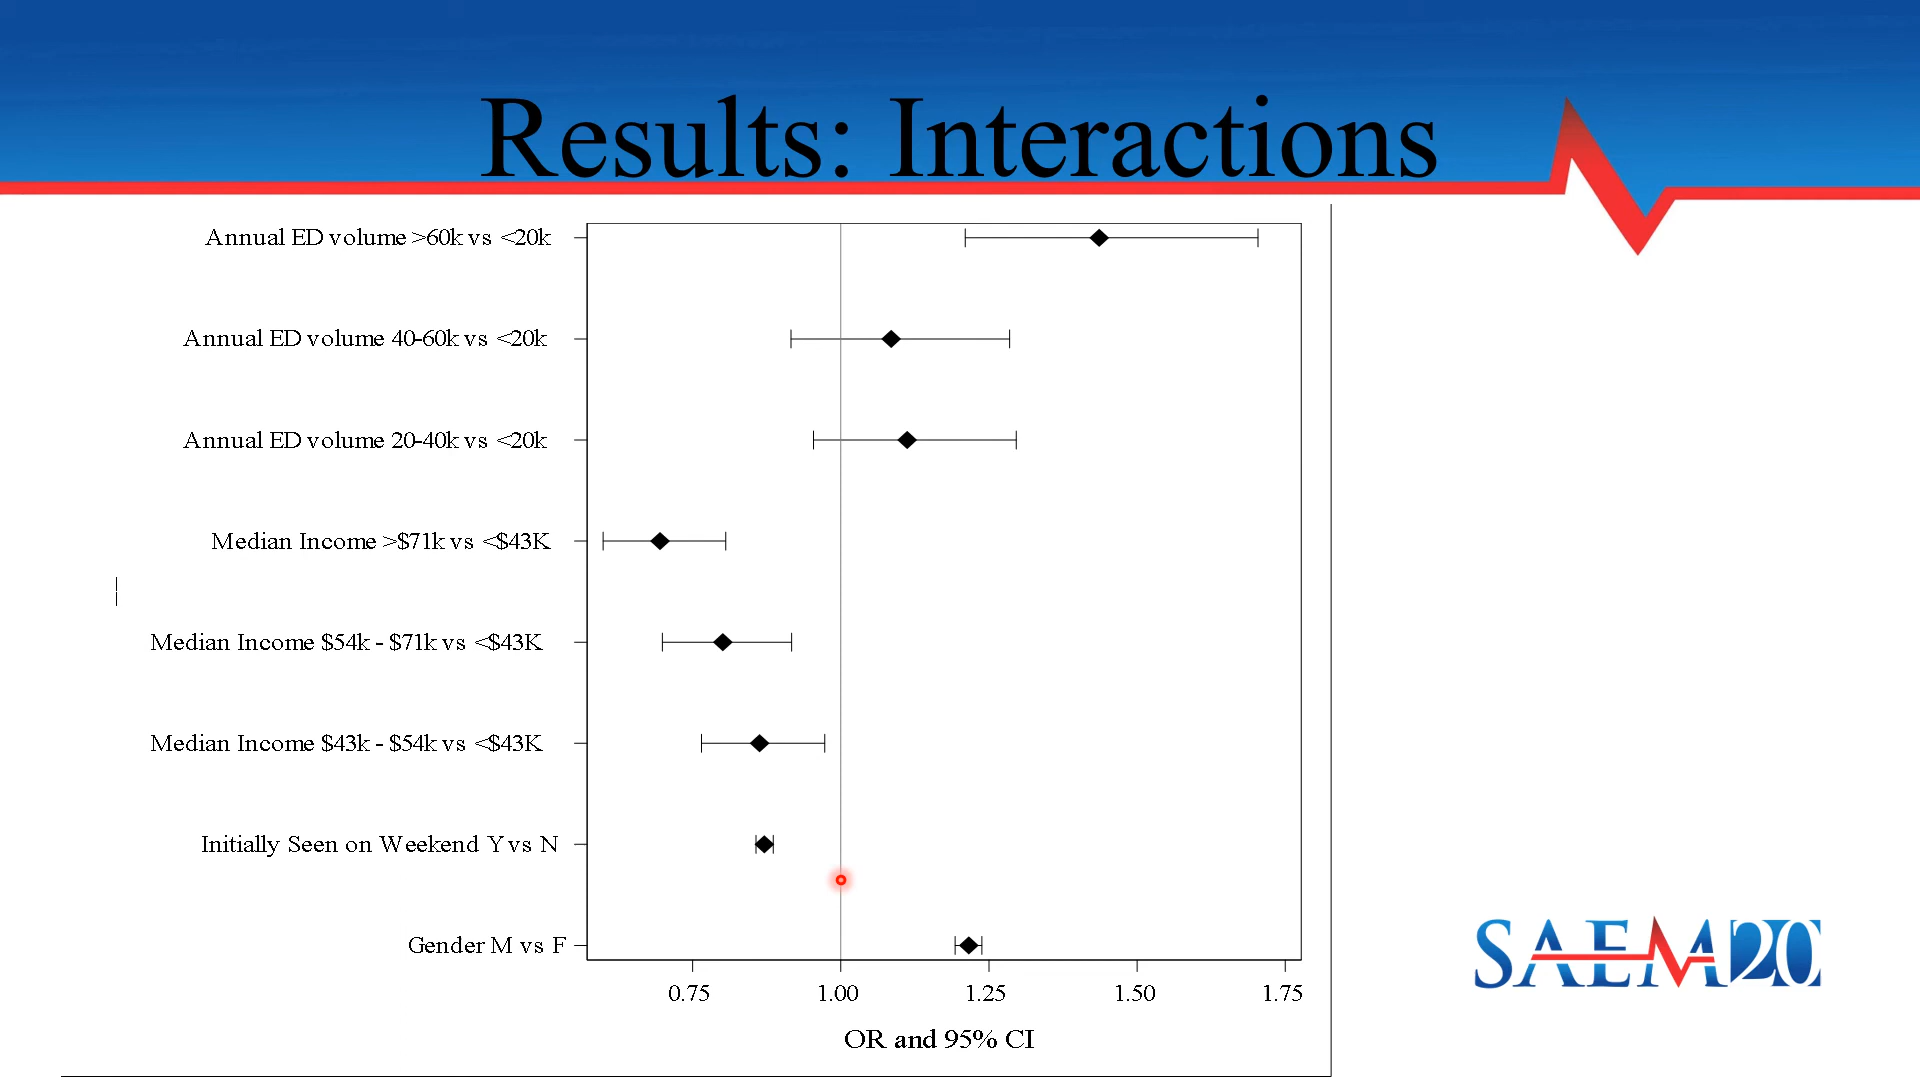 Results: Interactions
Annual ED volume >60k vs <20k
Annual ED volume 40-60k vs <20k
Annual ED volume 20-40k vs <20k
Median Income >$71k vs <$43K
Median Income $54k - $71k vs <$43K
Median Income $43k - $54k vs <$43K
Initially Seen on Weekend Y vs N
Gender M vs F
0.75 1.00 1.25 1.50 1.75
OR and 95% CI
SAEM20